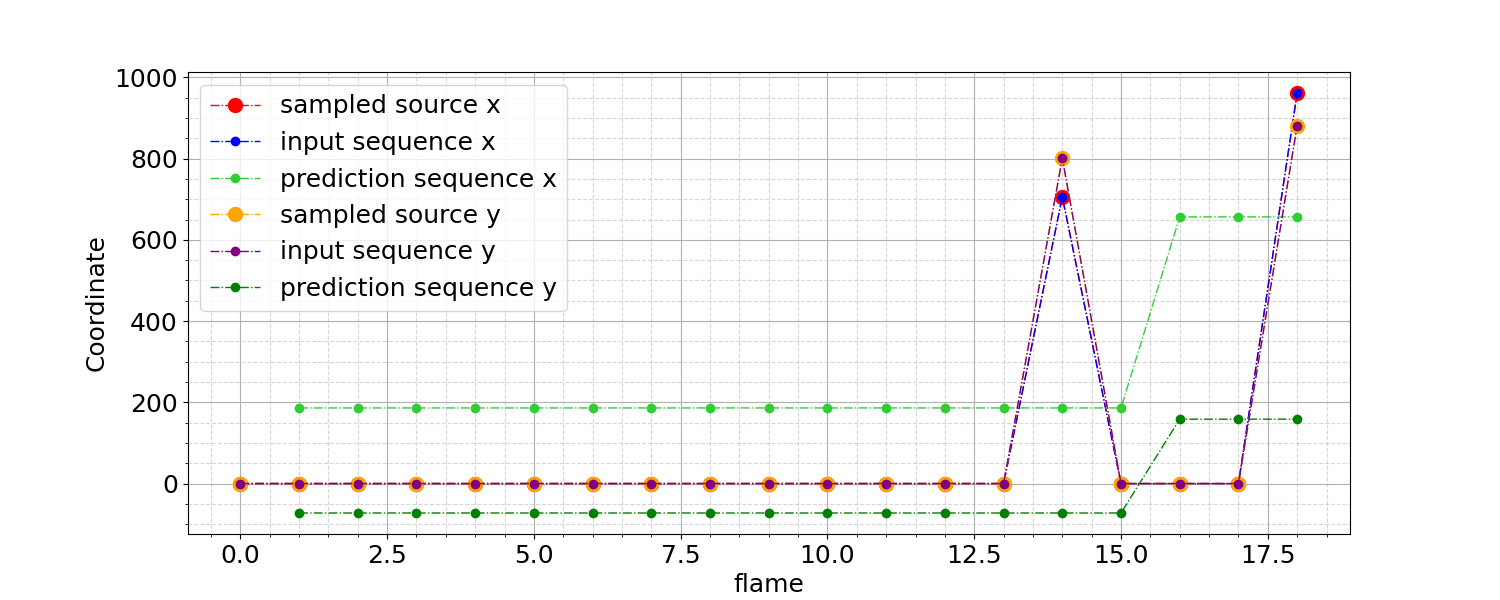 1000
800
600
400
200
0
Coordinate
sampled source x
input sequence x
prediction sequence x
sampled source y
input sequence y
prediction sequence y
0.0 2.5 5.0 7.5 10.0 12.5 15.0 17.5
flame